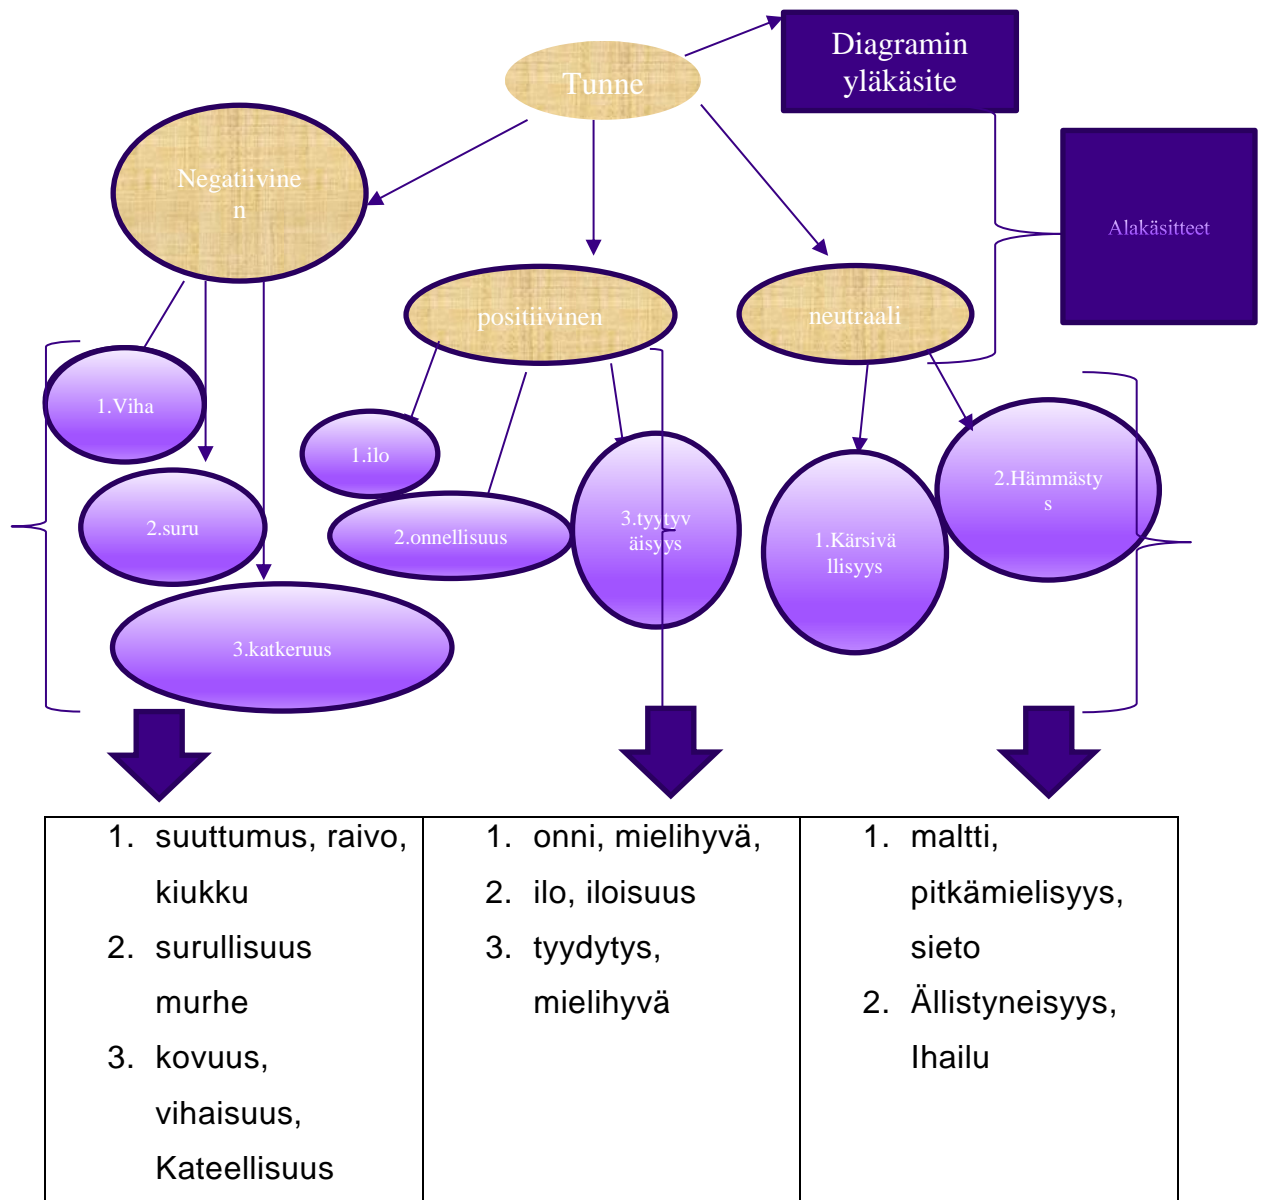 Diagramin
yläkäsite
Tunne
Negatiivine
n
Alakäsitteet
positiivinen
neutraali
1.Viha
2.suru
3.katkeruus
1.ilo
2.onnellisuus
3.tyytyv
äisyys
1.Kärsivä
llisyys
2.Hämmästy
s
1. suuttumus, raivo,
kiukku
2. surullisuus
murhe
3. kovuus,
vihaisuus,
Kateellisuus
1. onni, mielihyvä,
2. ilo, iloisuus
3. tyydytys,
mielihyvä
1. maltti,
pitkämielisyys,
sieto
2. Ällistyneisyys,
Ihailu